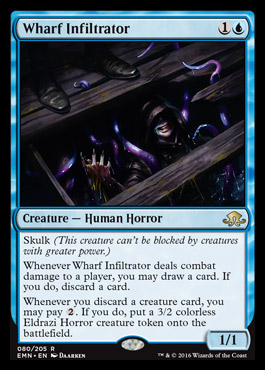 Wharf Infiltrator 1
Creature — Human Horror
Skulk (This creature can't be blocked by creatures
with greater power.)
Whenever Wharf Infiltrator deals combat
damage to a player, you may draw a card. If
you do, discard a card.
Whenever you discard a creature card, you
may pay 2. If you do, put a 3/2 colorless
Eldrazi Horror creature token onto the
battlefield.
1/1
080/205 R
EMN • EN Daarken
™ & © 2016 Wizards of the Coast